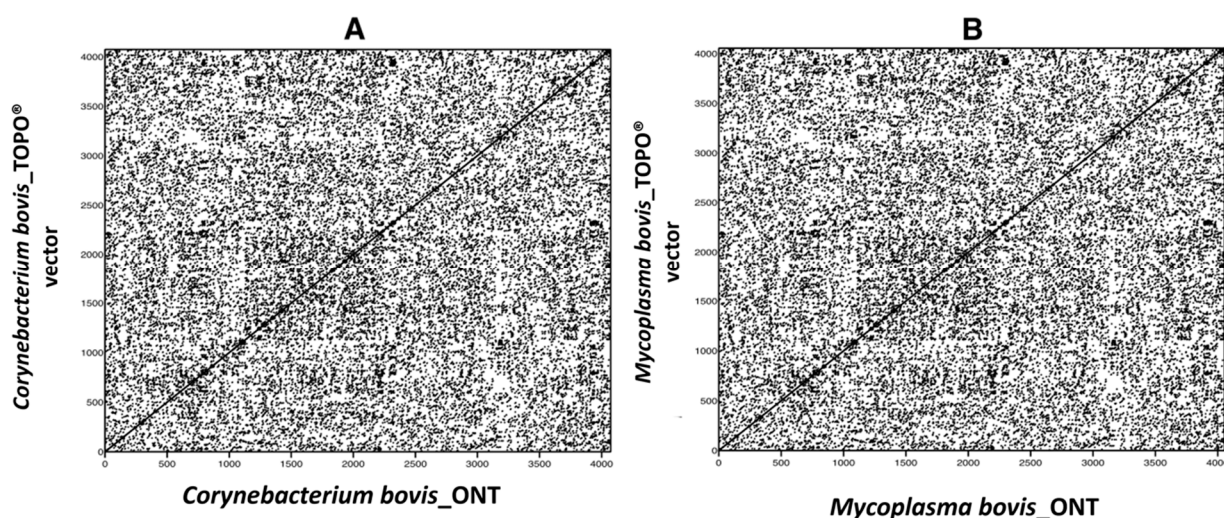 A
Corynebacterium bovis_TOPO®
vector
4000
3500
3000
2500
2000
1500
1000
500
0
0 500 1000 1500 2000 2500 3000 3500 4000
Corynebacterium bovis_ONT
B
Mycoplasma bovis_TOPO®
vector
4000
3500
3000
2500
2000
1500
1000
500
0
0 500 1000 1500 2000 2500 3000 3500 4000
Mycoplasma bovis_ONT